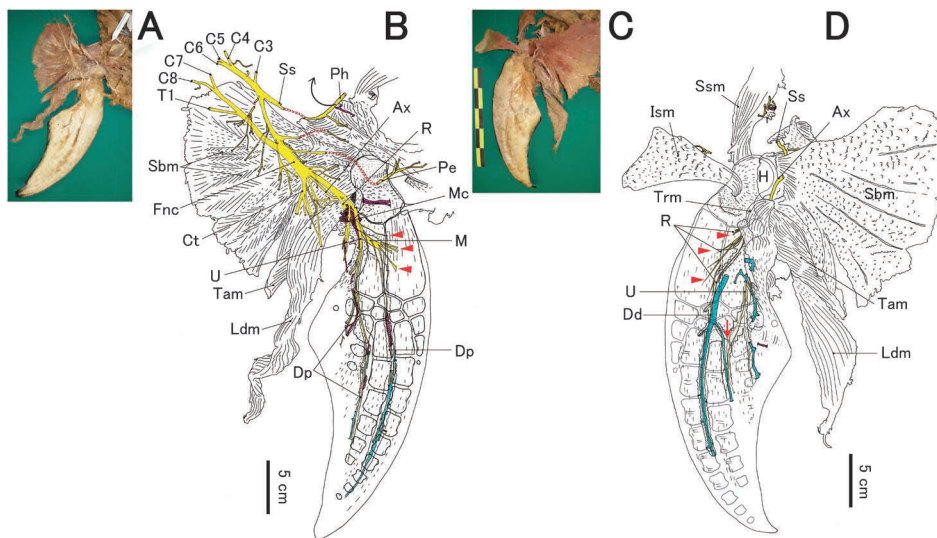 A
B
C
D
C3
C4
C5
C6
C7
C8
T1
Ss
Ph
Ax
R
Pe
Sbm
Fnc
Ct
Mc
M
U
Tam
Ldm
Dp
Dp
5 cm
Ssm
Ss
Ax
Ism
H
Sbm
Trm
R
U
Tam
Dd
Ldm
5 cm